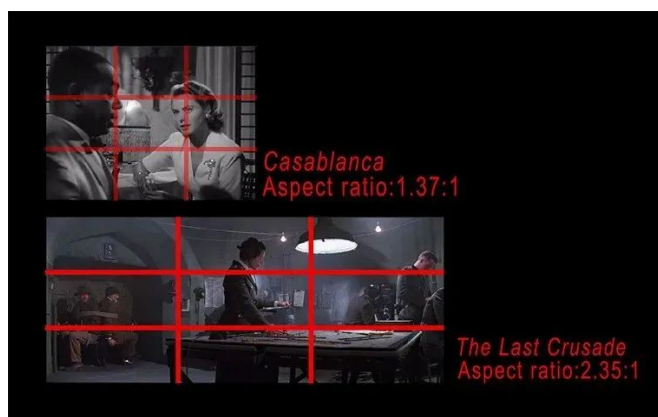 Casablanca
Aspect ratio:1.37:1
The Last Crusade
Aspect ratio:2.35:1